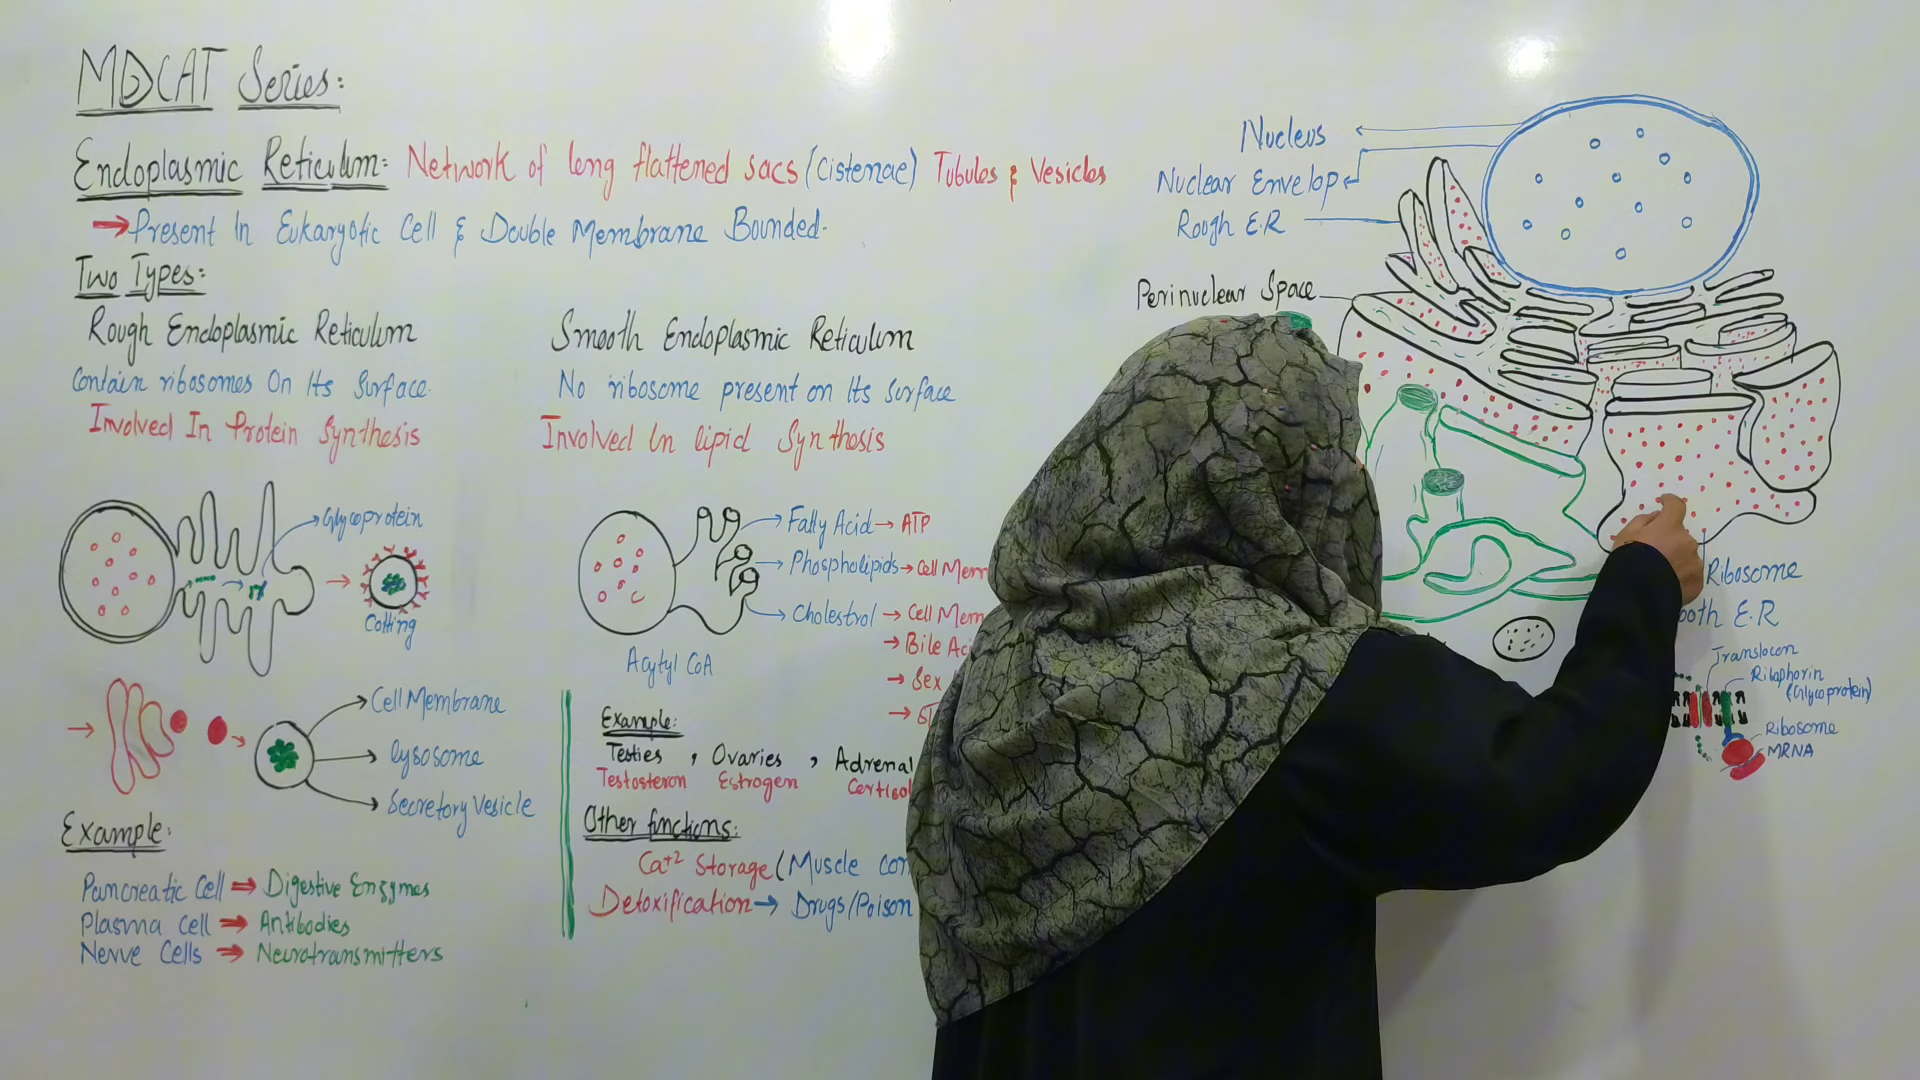 MDCAT Series:
Endoplasmic Reticulum: Network of long flattened sacs (Cisternae) Tubules & Vesicles
→ Present In Eukaryotic Cell & Double Membrane Bounded.
Two Types:
Rough Endoplasmic Reticulum
Contain ribosomes On Its Surface.
Involved In Protein Synthesis
Glycoprotein
Cotting
Cell Membrane
lysosome
Secretory Vesicle
Example:
Pancreatic Cell ⇒ Digestive Enzymes
Plasma Cell ⇒ Antibodies
Nerve Cells ⇒ Neurotransmitters
Smooth Endoplasmic Reticulum
No ribosome present on Its surface
Involved In lipid Synthesis
Fatty Acid → ATP
Phospholipids → Cell Mem
Cholestrol → Cell Mem
→ Bile Aci
→ Sex
Acytyl CoA
Example:
Testies , Ovaries , Adrenal
Testosteron Estrogen Cortisol
Other functions:
Ca+2 Storage (Muscle con
Detoxification → Drugs/Poison
Nucleus
Nuclear Envelop
Rough E.R
Perinuclear Space
Ribosome
ooth E.R
Translocon
Ribophorin
(Glycoprotein)
Ribosome
MRNA